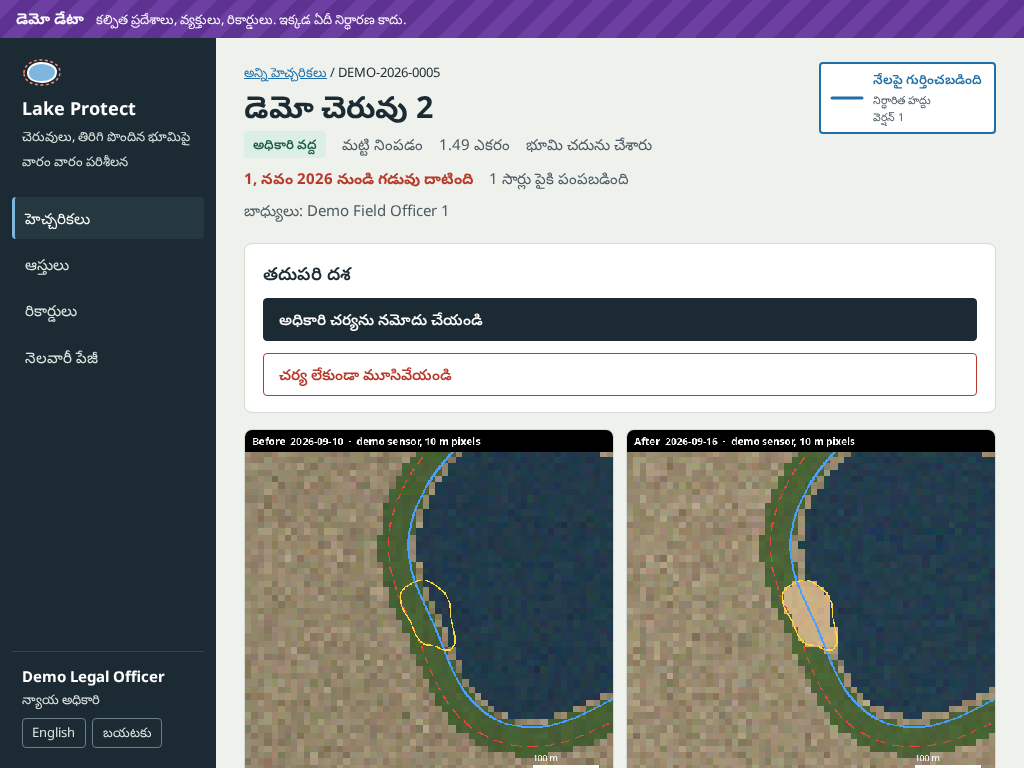 డెమో డేటా కల్పిత ప్రదేశాలు, వ్యక్తులు, రికార్డులు. ఇక్కడ ఏదీ నిర్ధారణ కాదు.
Lake Protect
చెరువులు, తిరిగి పొందిన భూమిపై
వారం వారం పరిశీలన
హెచ్చరికలు
ఆస్తులు
రికార్డులు
నెలవారీ పేజీ
Demo Legal Officer
న్యాయ అధికారి
English బయటకు
అన్ని హెచ్చరికలు / DEMO-2026-0005
డెమో చెరువు 2
అధికారి వద్ద మట్టి నింపడం 1.49 ఎకరం భూమి చదును చేశారు
1, నవం 2026 నుండి గడువు దాటింది 1 సార్లు పైకి పంపబడింది
బాధ్యులు: Demo Field Officer 1
నేలపై గుర్తించబడింది
నిర్ధారిత హద్దు
వెర్షన్ 1
తదుపరి దశ
అధికారి చర్యను నమోదు చేయండి
చర్య లేకుండా మూసివేయండి
Before 2026-09-10 · demo sensor, 10 m pixels
100 m
After 2026-09-16 · demo sensor, 10 m pixels
100 m